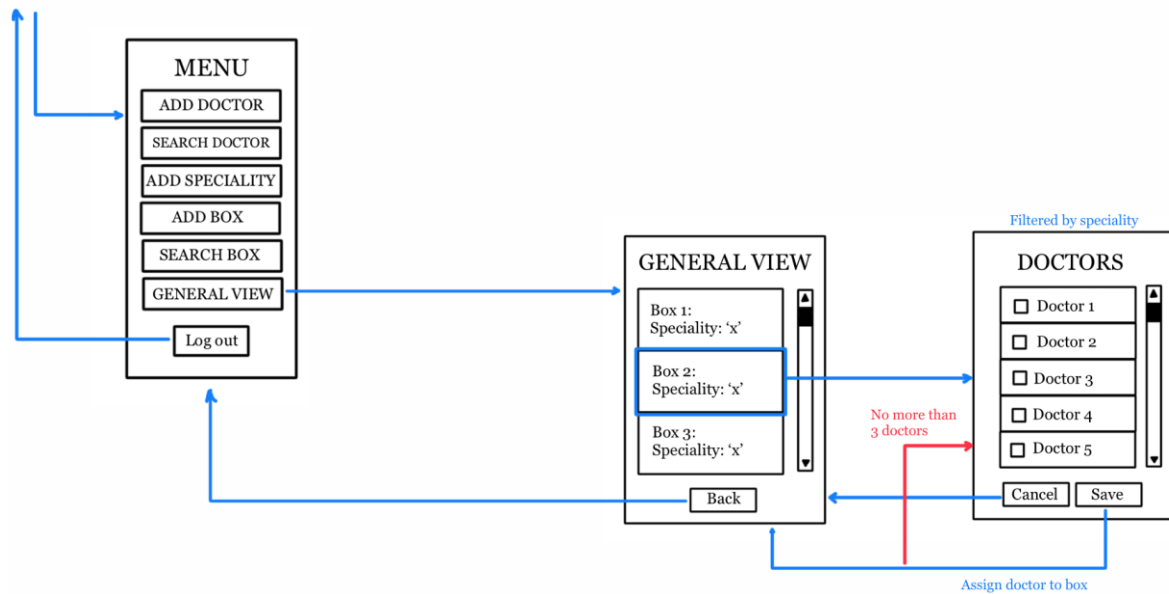 MENU
ADD DOCTOR
SEARCH DOCTOR
ADD SPECIALITY
ADD BOX
SEARCH BOX
GENERAL VIEW
Log out
GENERAL VIEW
Box 1:
Speciality: ‘x’
Box 2:
Speciality: ‘x’
Box 3:
Speciality: ‘x’
Back
Filtered by speciality
DOCTORS
Doctor 1
Doctor 2
Doctor 3
Doctor 4
Doctor 5
Cancel
Save
No more than
3 doctors
Assign doctor to box